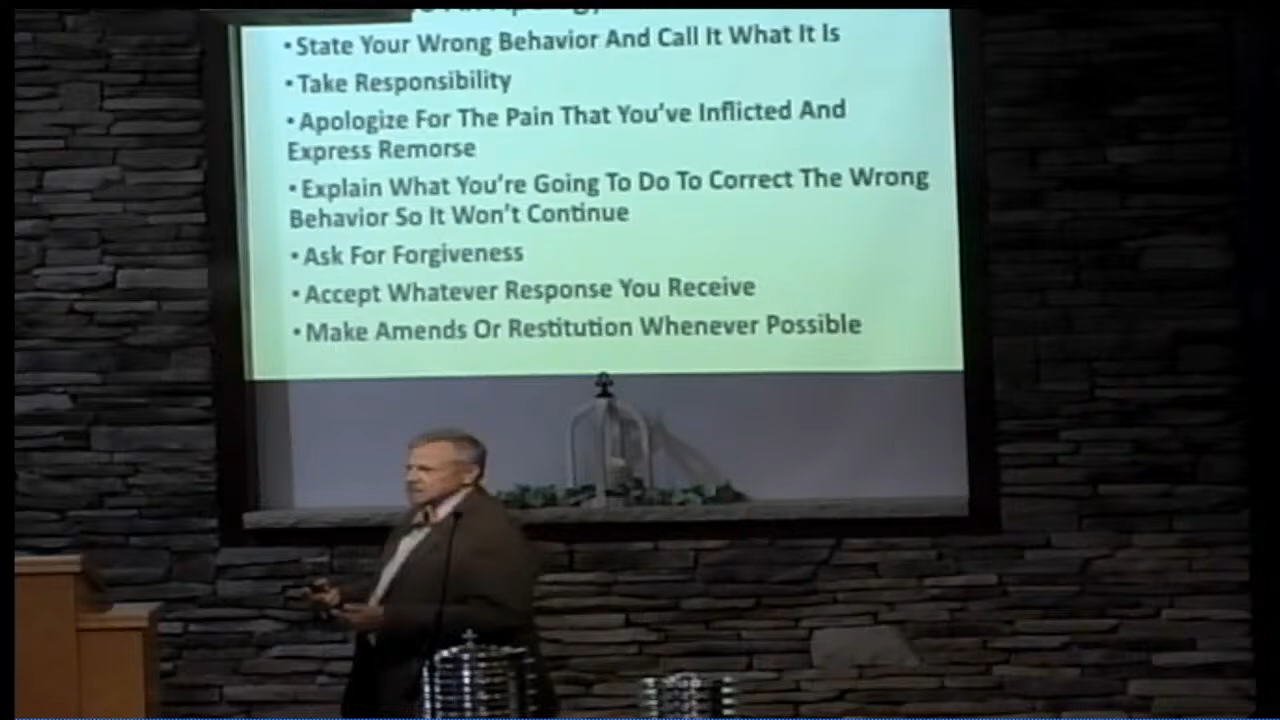 • State Your Wrong Behavior And Call It What It Is
• Take Responsibility
• Apologize For The Pain That You've Inflicted And
Express Remorse
• Explain What You're Going To Do To Correct The Wrong
Behavior So It Won't Continue
• Ask For Forgiveness
• Accept Whatever Response You Receive
• Make Amends Or Restitution Whenever Possible